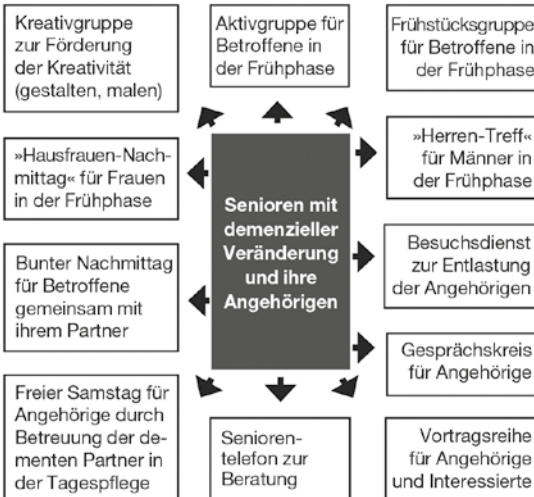 Kreativgruppe
zur Förderung
der Kreativität
(gestalten, malen)
Aktivgruppe für
Betroffene in
der Frühphase
Frühstücksgruppe
für Betroffene in
der Frühphase
»Hausfrauen-Nach-
mittag« für Frauen
in der Frühphase
Senioren mit
demenzieller
Veränderung
und ihre
Angehörigen
»Herren-Treff«
für Männer in
der Frühphase
Bunter Nachmittag
für Betroffene
gemeinsam mit
ihrem Partner
Besuchsdienst
zur Entlastung
der Angehörigen
Gesprächskreis
für Angehörige
Freier Samstag für
Angehörige durch
Betreuung der de-
menten Partner in
der Tagespflege
Senioren-
telefon zur
Beratung
Vortragsreihe
für Angehörige
und Interessierte